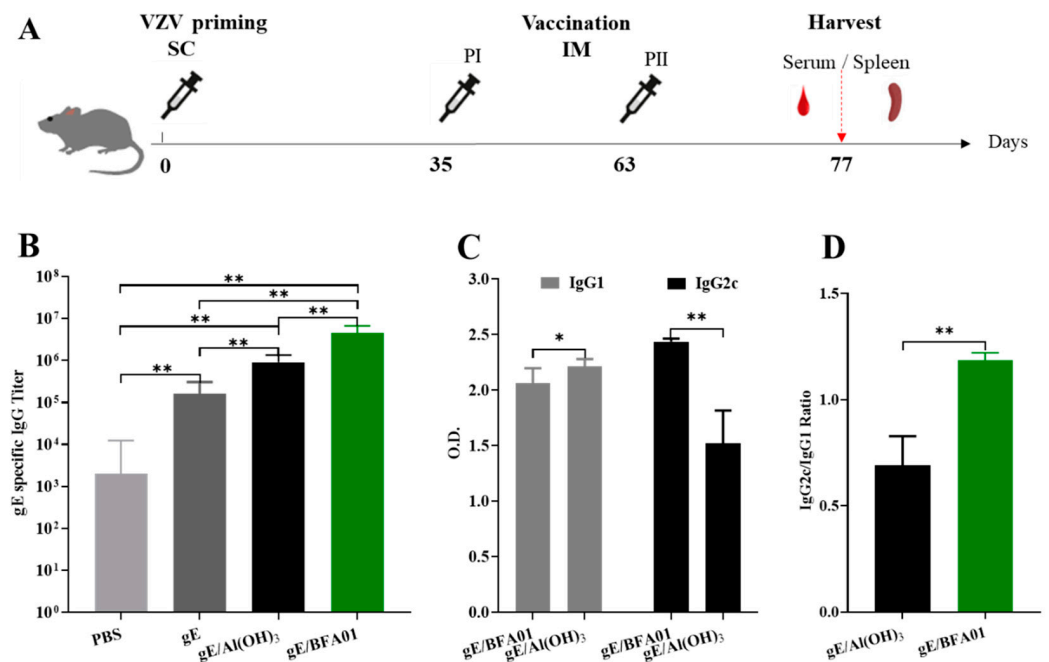 A
VZV priming
SC
Vaccination
IM
Harvest
PI
PII
Serum / Spleen
0
35
63
77
Days
B
gE specific IgG Titer
10⁸
10⁷
10⁶
10⁵
10⁴
10³
10²
10¹
10⁰
**
**
**
**
**
**
PBS
gE
gE/Al(OH)₃
gE/BFA01
C
IgG1
IgG2c
O.D.
3.0
2.5
2.0
1.5
1.0
0.5
0.0
*
**
gE/BFA01
gE/Al(OH)₃
gE/BFA01
gE/Al(OH)₃
D
IgG2c/IgG1 Ratio
1.5
1.0
0.5
0.0
**
gE/Al(OH)₃
gE/BFA01